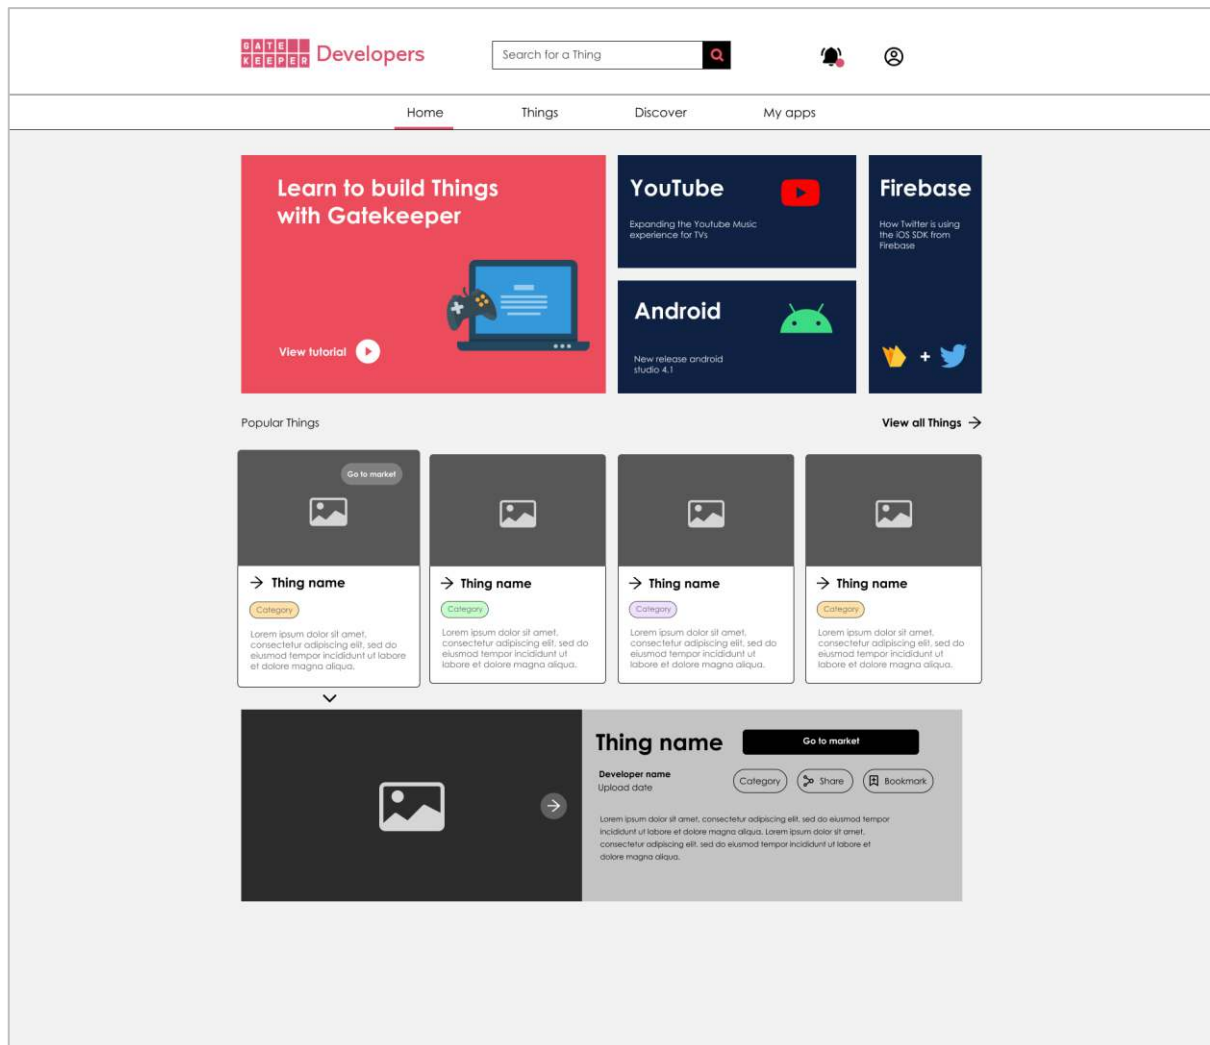 GATE
KEEPER
Developers
Search for a Thing
Home
Things
Discover
My apps
Learn to build Things
with Gatekeeper
View tutorial
YouTube
Expanding the Youtube Music
experience for TVs
Android
New release android
studio 4.1
Firebase
How Twitter is using
the iOS SDK from
Firebase
+
Popular Things
View all Things
Go to market
Thing name
Category
Lorem ipsum dolor sit amet,
consectetur adipiscing elit, sed do
eiusmod tempor incididunt ut labore
et dolore magna aliqua.
Thing name
Category
Lorem ipsum dolor sit amet,
consectetur adipiscing elit, sed do
eiusmod tempor incididunt ut
labore et dolore magna aliqua.
Thing name
Category
Lorem ipsum dolor sit amet,
consectetur adipiscing elit, sed do
eiusmod tempor incididunt ut
labore et dolore magna aliqua.
Thing name
Category
Lorem ipsum dolor sit amet,
consectetur adipiscing elit, sed do
eiusmod tempor incididunt ut
labore et dolore magna aliqua.
Thing name
Go to market
Developer name
Upload date
Category
Share
Bookmark
Lorem ipsum dolor sit amet, consectetur adipiscing elit, sed do eiusmod tempor
incididunt ut labore et dolore magna aliqua. Lorem ipsum dolor sit amet,
consectetur adipiscing elit, sed do eiusmod tempor incididunt ut labore et
dolore magna aliqua.